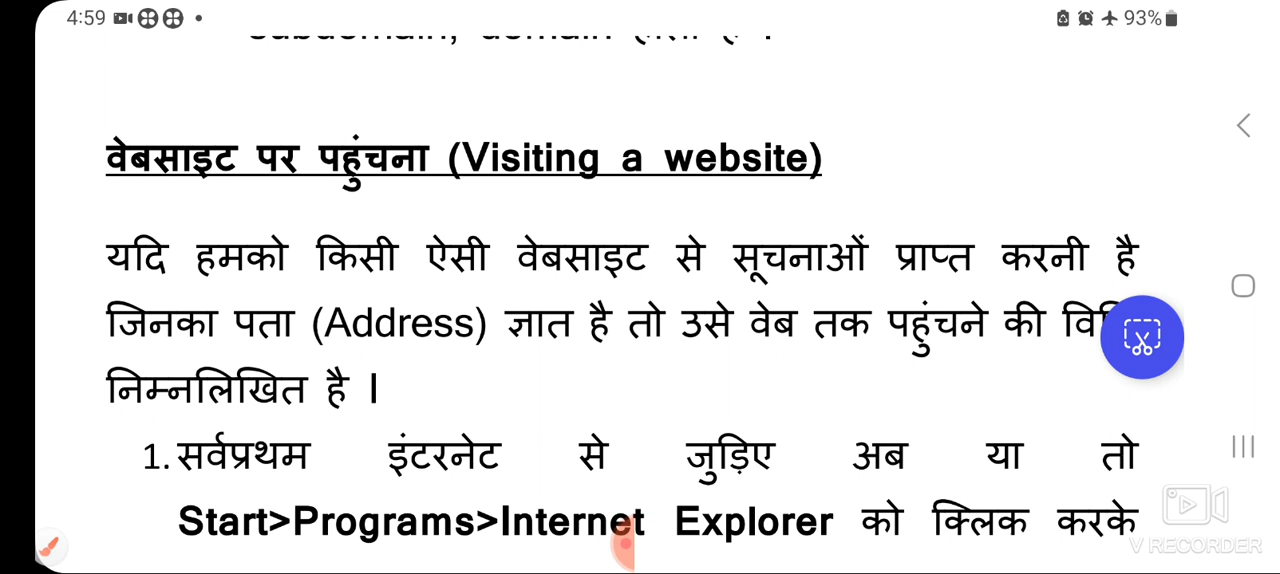 4:59
93%
वेबसाइट पर पहुंचना (Visiting a website)
यदि हमको किसी ऐसी वेबसाइट से सूचनाओं प्राप्त करनी है
जिनका पता (Address) ज्ञात है तो उसे वेब तक पहुंचने की
निम्नलिखित है ।
1. सर्वप्रथम इंटरनेट से जुड़िए अब या तो
Start>Programs>Internet Explorer को क्लिक करके
V RECORDER